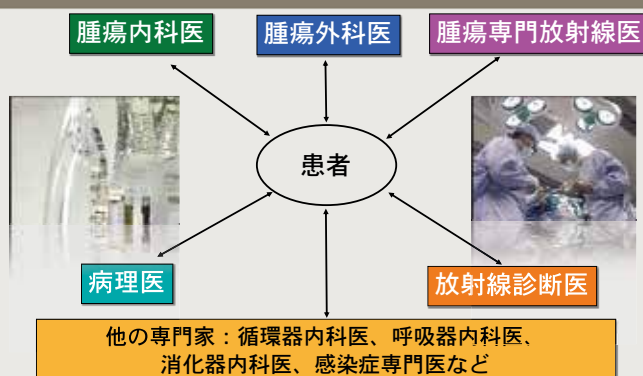 腫瘍内科医
腫瘍外科医
腫瘍専門放射線医
患者
病理医
放射線診断医
他の専門家：循環器内科医、呼吸器内科医、
消化器内科医、感染症専門医など